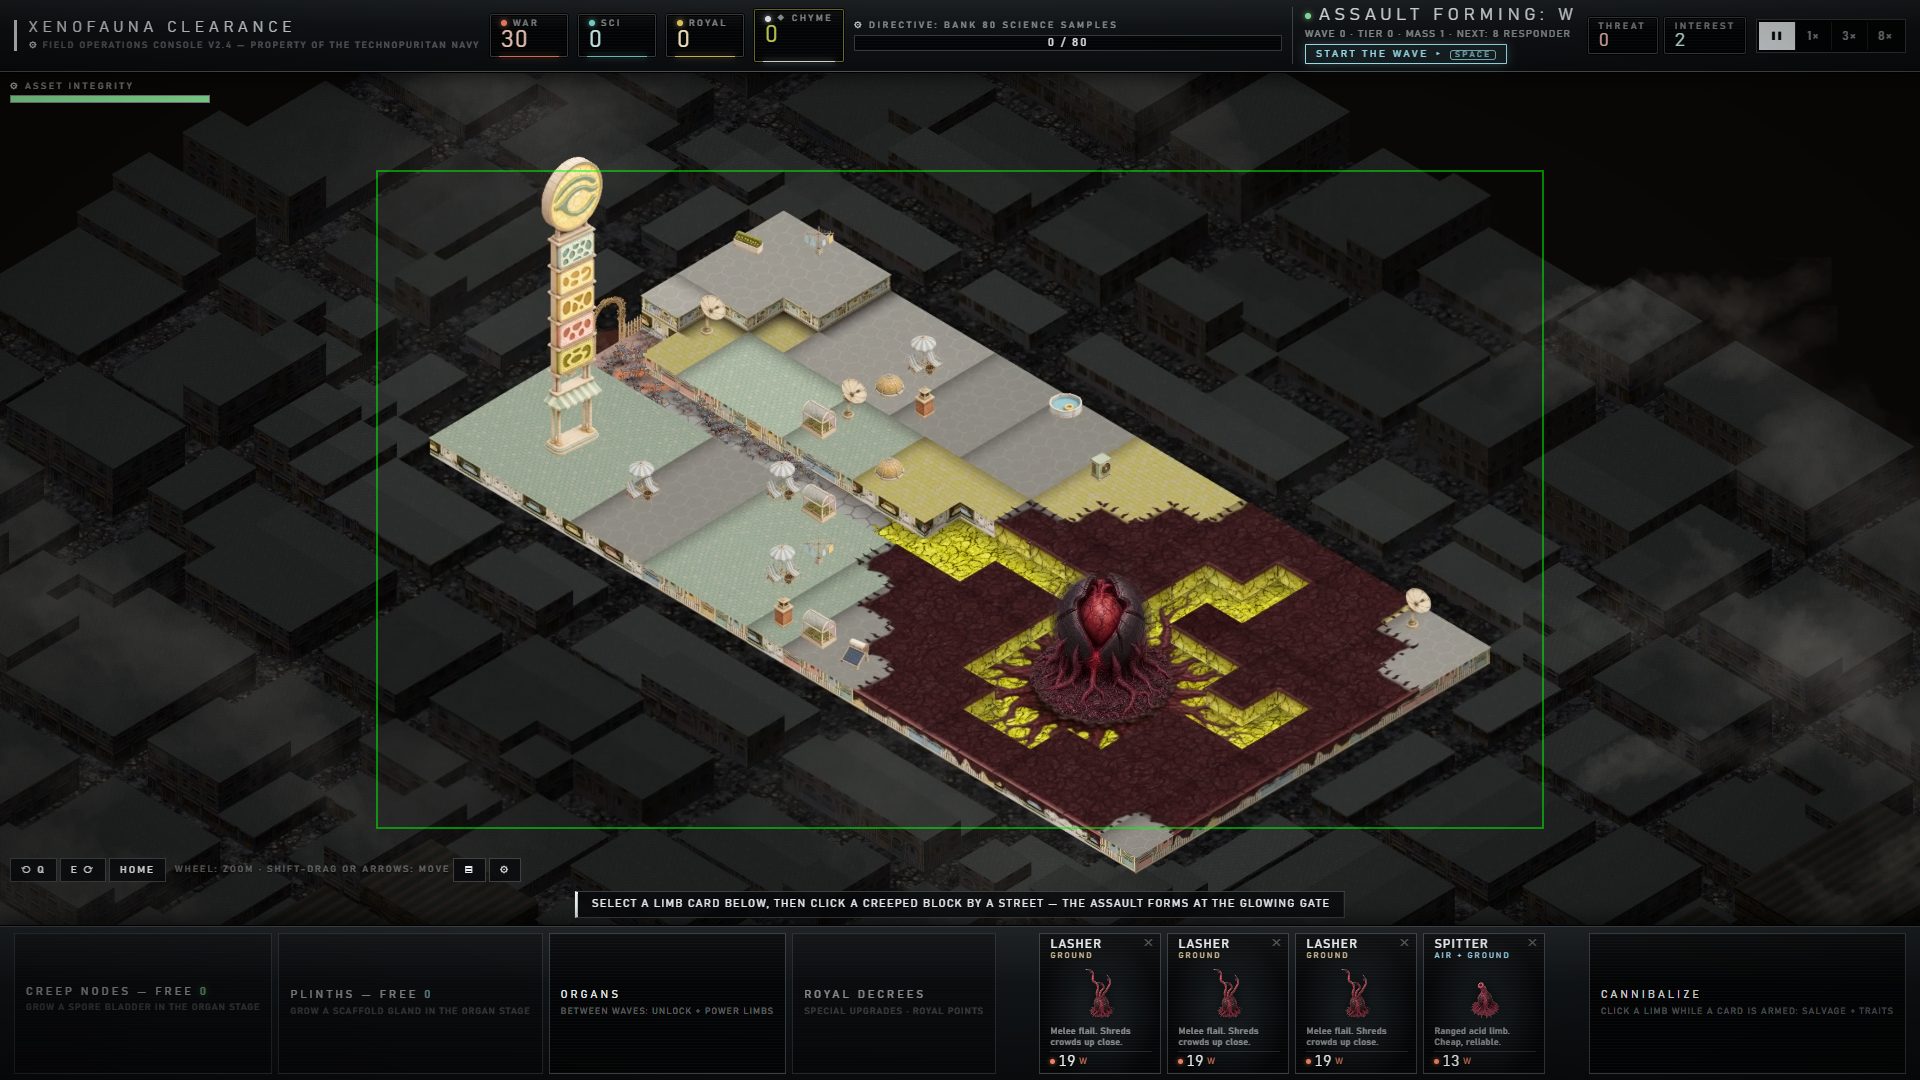 XENOFAUNA CLEARANCE
FIELD OPERATIONS CONSOLE V2.4 — PROPERTY OF THE TECHNOPURITAN NAVY
WAR
30
SCI
0
ROYAL
0
CHYME
0
DIRECTIVE: BANK 80 SCIENCE SAMPLES
0 / 80
ASSAULT FORMING: W
WAVE 0 · TIER 0 · MASS 1 · NEXT: 8 RESPONDER
START THE WAVE ▸ SPACE
THREAT
0
INTEREST
2
1×
3×
8×
ASSET INTEGRITY
Q
E
HOME
WHEEL: ZOOM · SHIFT-DRAG OR ARROWS: MOVE
SELECT A LIMB CARD BELOW, THEN CLICK A CREEPED BLOCK BY A STREET — THE ASSAULT FORMS AT THE GLOWING GATE
CREEP NODES — FREE 0
GROW A SPORE BLADDER IN THE ORGAN STAGE
PLINTHS — FREE 0
GROW A SCAFFOLD GLAND IN THE ORGAN STAGE
ORGANS
BETWEEN WAVES: UNLOCK + POWER LIMBS
ROYAL DECREES
SPECIAL UPGRADES · ROYAL POINTS
LASHER
GROUND
Melee flail. Shreds
crowds up close.
19 W
LASHER
GROUND
Melee flail. Shreds
crowds up close.
19 W
LASHER
GROUND
Melee flail. Shreds
crowds up close.
19 W
SPITTER
AIR + GROUND
Ranged acid limb.
Cheap, reliable.
13 W
CANNIBALIZE
CLICK A LIMB WHILE A CARD IS ARMED: SALVAGE + TRAITS